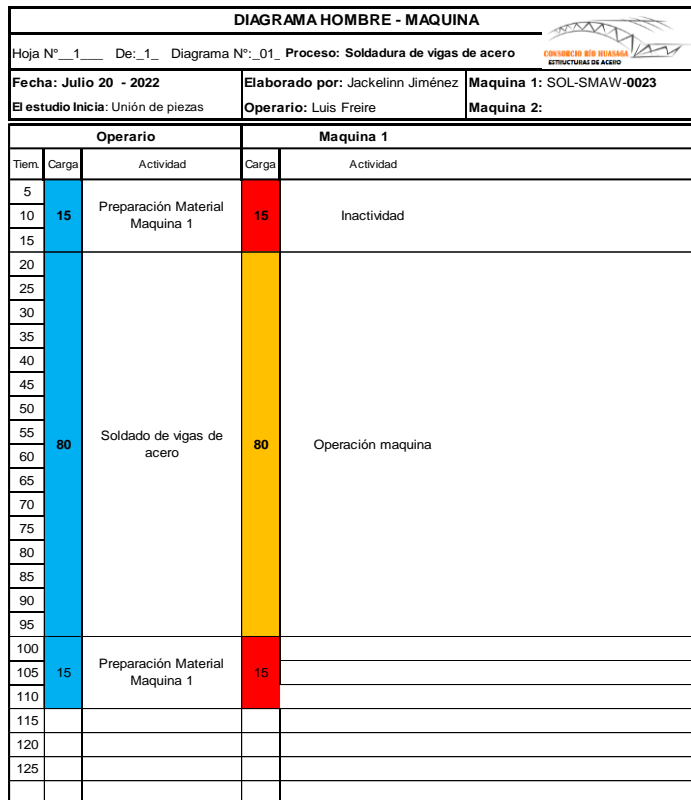 DIAGRAMA HOMBRE - MAQUINA
Hoja N°__1___ De:_1_ Diagrama N°:_01_ Proceso: Soldadura de vigas de acero
CONSORCIO RÍO HUASAGA
ESTRUCTURAS DE ACERO
Fecha: Julio 20 - 2022 Elaborado por: Jackelinn Jiménez Maquina 1: SOL-SMAW-0023
El estudio Inicia: Unión de piezas Operario: Luis Freire Maquina 2:
Operario Maquina 1
Tiem. Carga Actividad Carga Actividad
5
10 15 Preparación Material Maquina 1 15 Inactividad
15
20
25
30
35
40
45
50
55
60 80 Soldado de vigas de acero 80 Operación maquina
65
70
75
80
85
90
95
100
105 15 Preparación Material Maquina 1 15
110
115
120
125